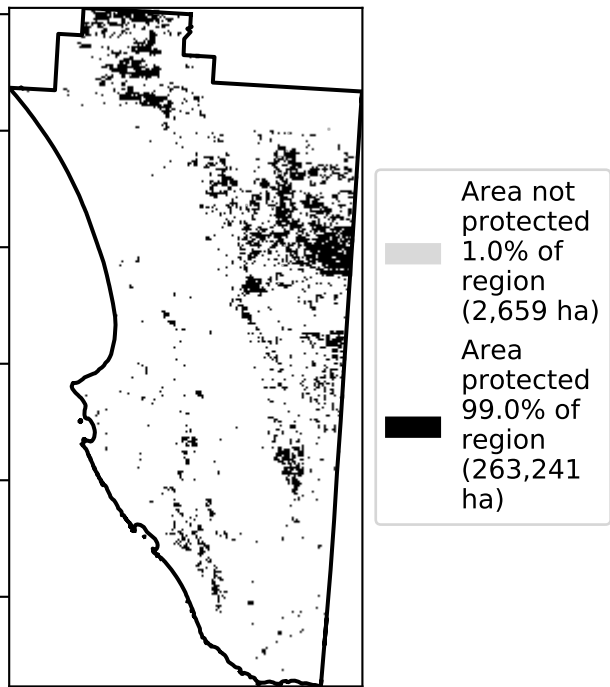 Area not
protected
1.0% of
region
(2,659 ha)
Area
protected
99.0% of
region
(263,241
ha)